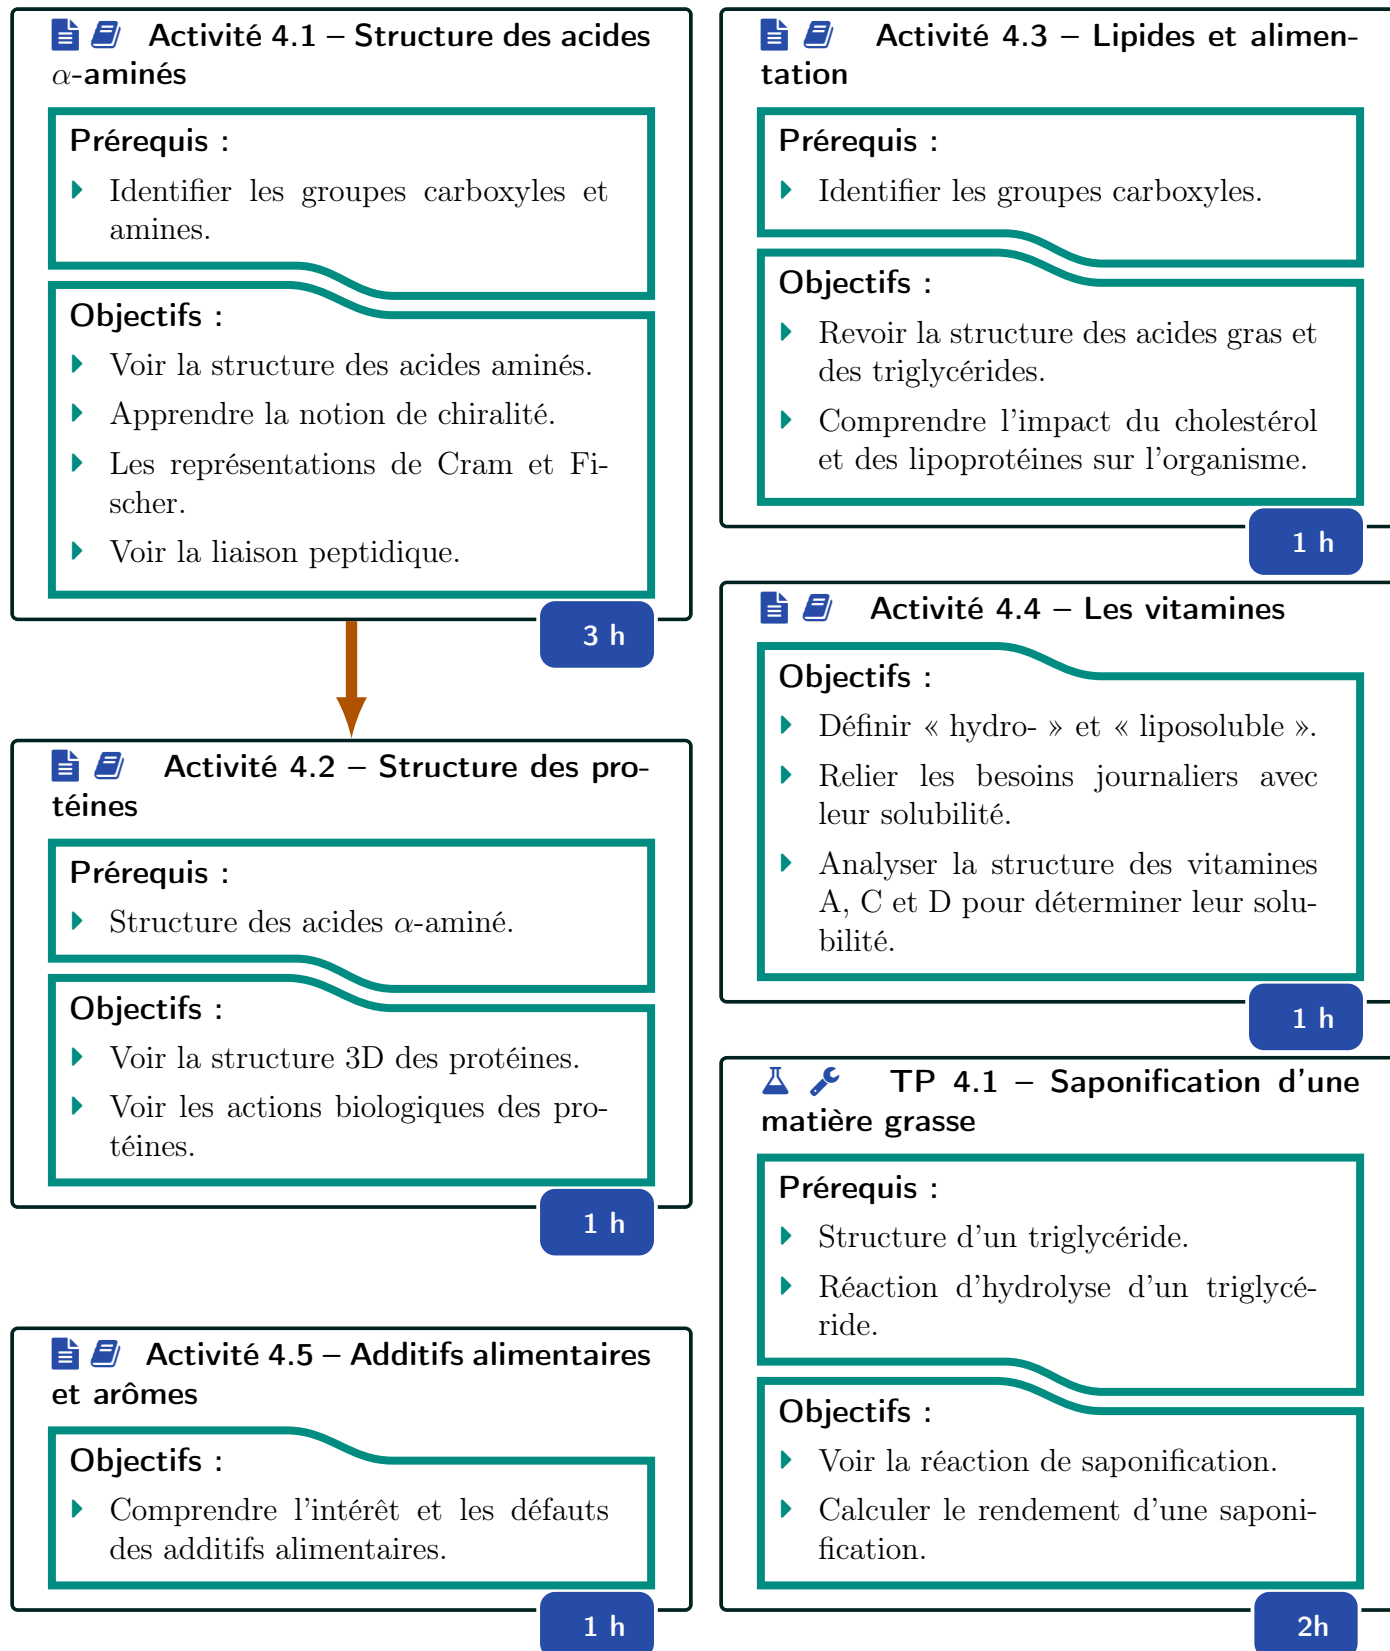 Activité 4.1 – Structure des acides
α-aminés
Prérequis :
Identifier les groupes carboxyles et
amines.
Objectifs :
Voir la structure des acides aminés.
Apprendre la notion de chiralité.
Les représentations de Cram et Fi-
scher.
Voir la liaison peptidique.
3 h
Activité 4.2 – Structure des pro-
téines
Prérequis :
Structure des acides α-aminé.
Objectifs :
Voir la structure 3D des protéines.
Voir les actions biologiques des pro-
téines.
1 h
Activité 4.5 – Additifs alimentaires
et arômes
Objectifs :
Comprendre l'intérêt et les défauts
des additifs alimentaires.
1 h
Activité 4.3 – Lipides et alimen-
tation
Prérequis :
Identifier les groupes carboxyles.
Objectifs :
Revoir la structure des acides gras et
des triglycérides.
Comprendre l'impact du cholestérol
et des lipoprotéines sur l'organisme.
1 h
Activité 4.4 – Les vitamines
Objectifs :
Définir « hydro- » et « liposoluble ».
Relier les besoins journaliers avec
leur solubilité.
Analyser la structure des vitamines
A, C et D pour déterminer leur solu-
bilité.
1 h
TP 4.1 – Saponification d'une
matière grasse
Prérequis :
Structure d'un triglycéride.
Réaction d'hydrolyse d'un triglycé-
ride.
Objectifs :
Voir la réaction de saponification.
Calculer le rendement d'une saponi-
fication.
2h